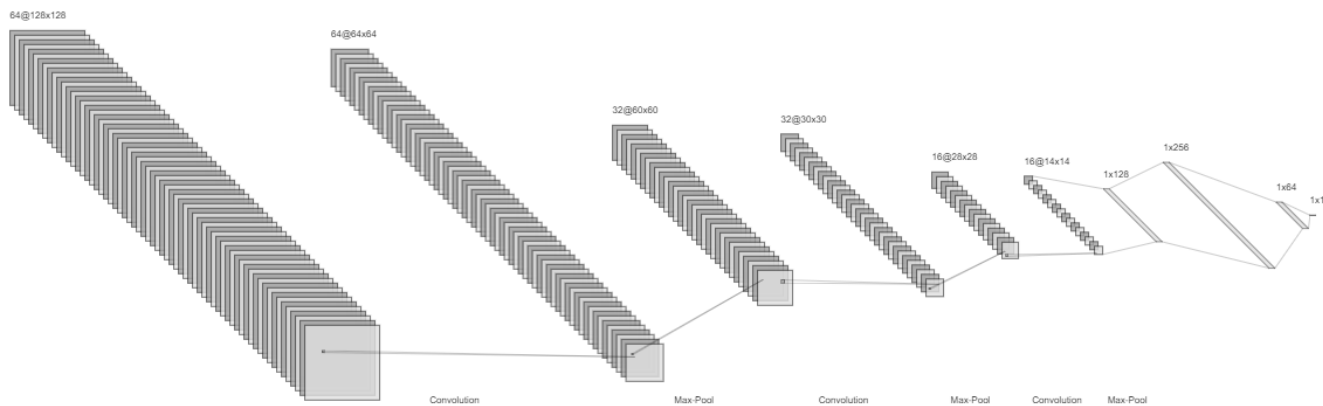 64@128x128
64@64x64
32@60x60
32@30x30
16@28x28
16@14x14
1x128
1x256
1x64
1x1
Convolution
Max-Pool
Convolution
Max-Pool
Convolution
Max-Pool